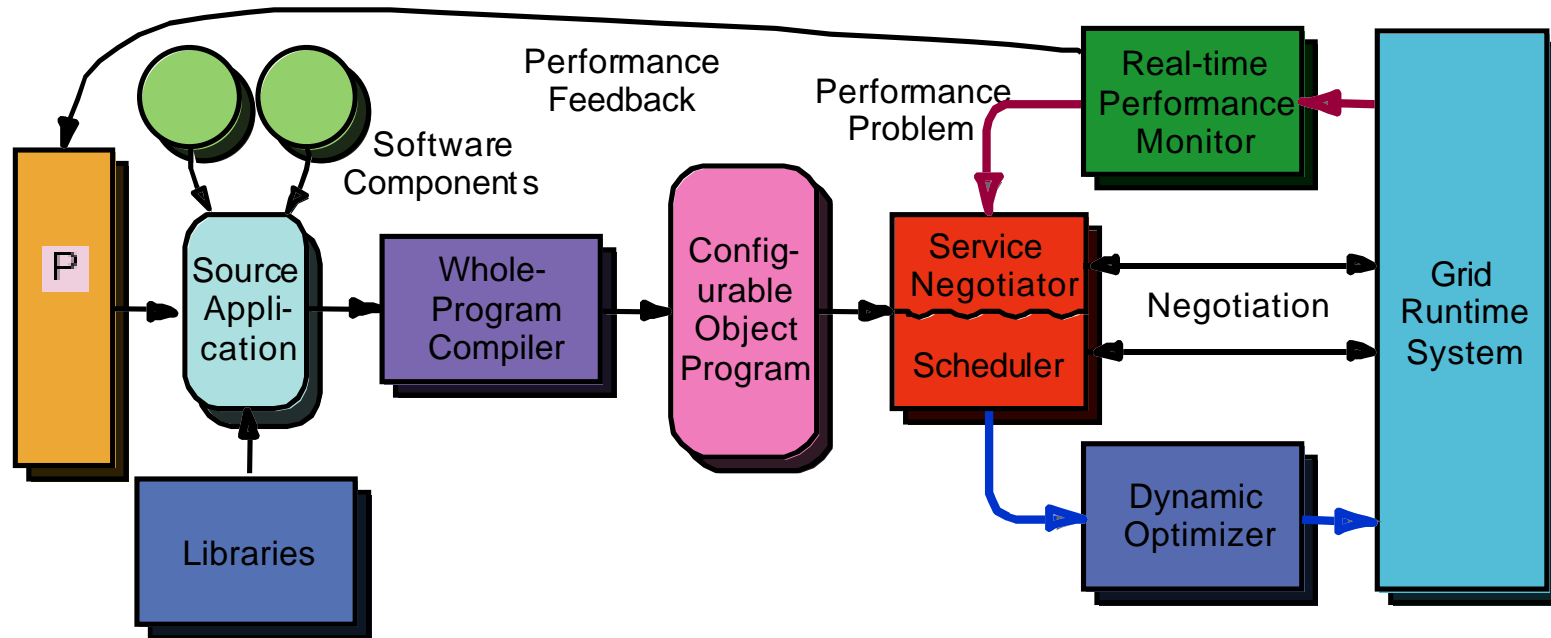 Performance
Feedback
Performance
Problem
Real-time
Performance
Monitor
Software
Components
P
Source
Appli-
cation
Whole-
Program
Compiler
Config-
urable
Object
Program
Service
Negotiator
Scheduler
Negotiation
Grid
Runtime
System
Libraries
Dynamic
Optimizer